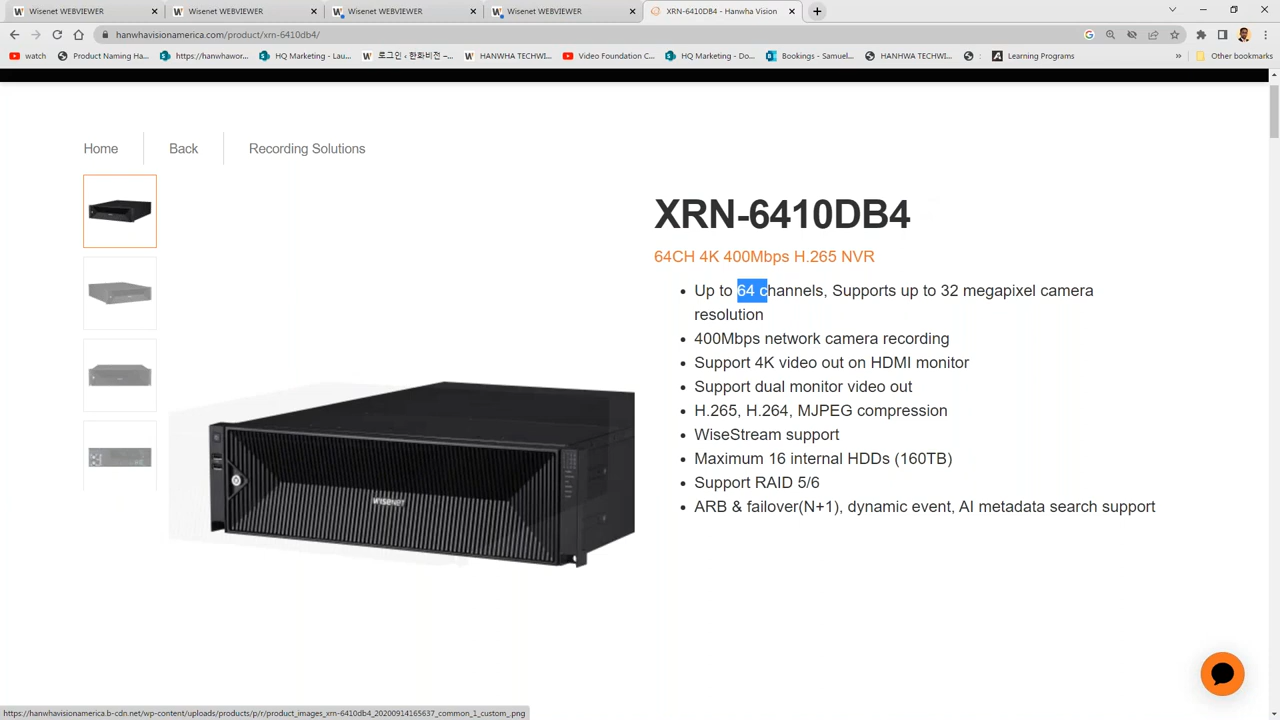 Wisenet WEBVIEWER
Wisenet WEBVIEWER
Wisenet WEBVIEWER
Wisenet WEBVIEWER
XRN-6410DB4 - Hanwha Vision
hanwhavisionamerica.com/product/xrn-6410db4/
watch
Product Naming Ha...
https://hanwhawor...
HQ Marketing - Lau...
로그인 ‹ 한화비전 –...
HANWHA TECHWI...
Video Foundation C...
HQ Marketing - Do...
Bookings - Samuel...
HANHWA TECHWI...
:
Learning Programs
»
Other bookmarks
Home
Back
Recording Solutions
XRN-6410DB4
64CH 4K 400Mbps H.265 NVR
• Up to 64 channels, Supports up to 32 megapixel camera
resolution
• 400Mbps network camera recording
• Support 4K video out on HDMI monitor
• Support dual monitor video out
• H.265, H.264, MJPEG compression
• WiseStream support
• Maximum 16 internal HDDs (160TB)
• Support RAID 5/6
• ARB & failover(N+1), dynamic event, AI metadata search support
WISENET
https://hanwhavisionamerica.b-cdn.net/wp-content/uploads/products/p/r/product_images_xrn-6410db4_20200914165637_common_1_custom_.png